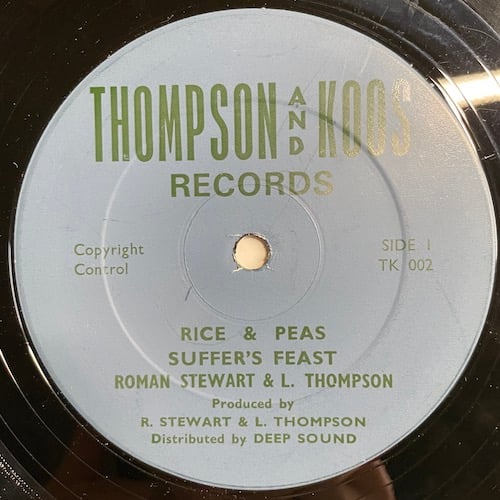 THOMPSON AND KOOS
RECORDS
Copyright
Control
SIDE 1
TK 002
RICE & PEAS
SUFFER'S FEAST
ROMAN STEWART & L. THOMPSON
Produced by
R. STEWART & L. THOMPSON
Distributed by DEEP SOUND